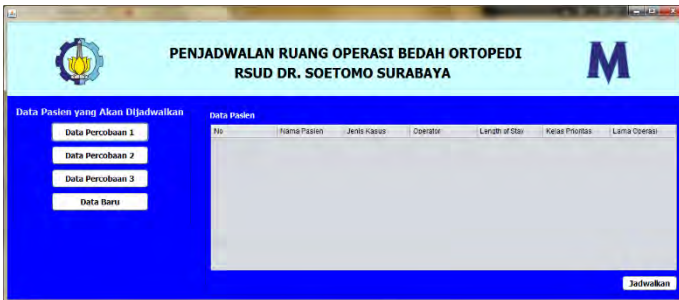 PENJADWALAN RUANG OPERASI BEDAH ORTOPEDI
RSUD DR. SOETOMO SURABAYA
M
Data Pasien yang Akan Dijadwalkan
Data Percobaan 1
Data Percobaan 2
Data Percobaan 3
Data Baru
Data Pasien
No Nama Pasien Jenis Kasus Operator Length of Stay Kelas Prioritas Lama Operasi
Jadwalkan